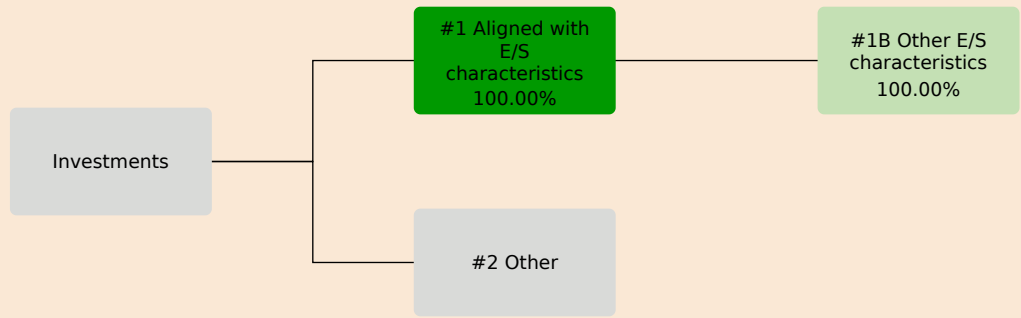 #1 Aligned with
E/S
characteristics
100.00%
#1B Other E/S
characteristics
100.00%
Investments
#2 Other